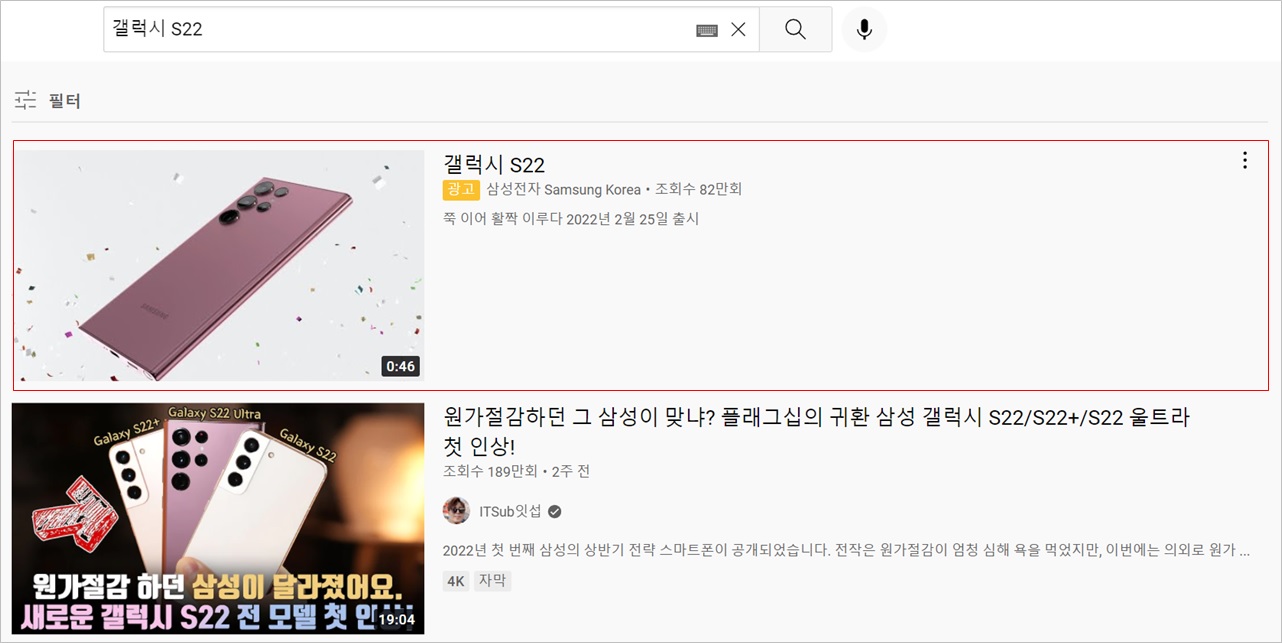 갤럭시 S22
필터
갤럭시 S22
광고 삼성전자 Samsung Korea • 조회수 82만회
쭉 이어 활짝 이루다 2022년 2월 25일 출시
SAMSUNG
0:46
원가절감하던 그 삼성이 맞냐? 플래그십의 귀환 삼성 갤럭시 S22/S22+/S22 울트라
첫 인상!
조회수 189만회 • 2주 전
ITSub잇섭
2022년 첫 번째 삼성의 상반기 전략 스마트폰이 공개되었습니다. 전작은 원가절감이 엄청 심해 욕을 먹었지만, 이번에는 의외로 원가 ...
4K 자막
Galaxy S22+
Galaxy S22 Ultra
Galaxy S22
원가절감 하던 삼성이 달라졌어요.
새로운 갤럭시 S22 전 모델 첫 인상!
19:04